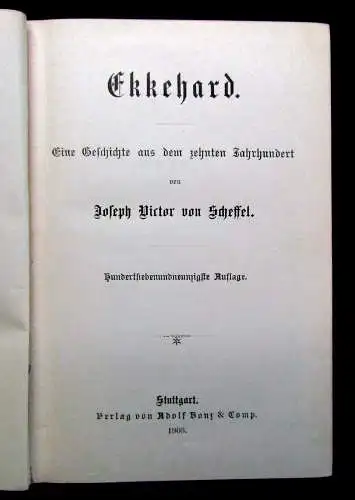 Ekkehard.
Eine Geſchichte aus dem zehnten Jahrhundert
von
Joſeph Victor von Scheffel.
Hundertſiebenundneunzigſte Auflage.
Stuttgart.
Verlag von Adolf Bonz & Comp.
1903.